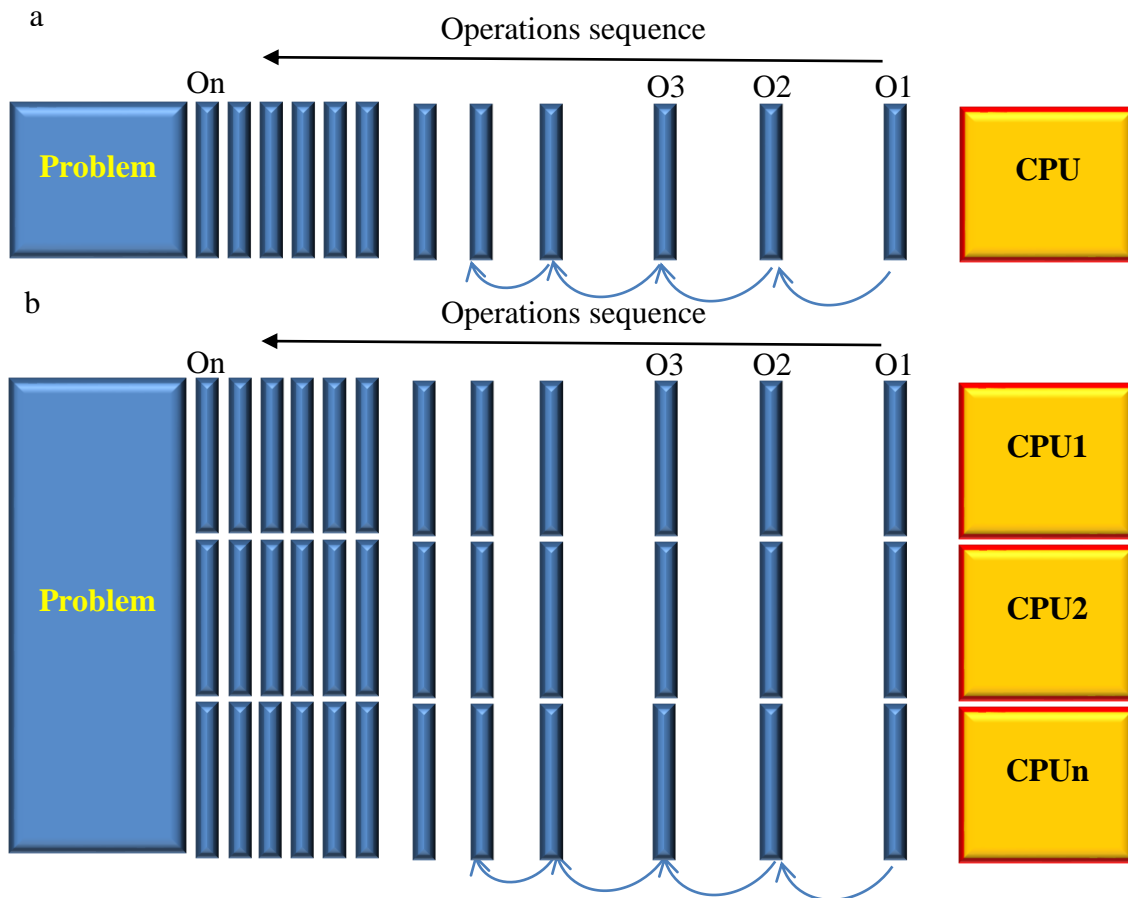 a
Operations sequence
On O3 O2 O1
Problem CPU
b
Operations sequence
On O3 O2 O1
CPU1
Problem CPU2
CPUn